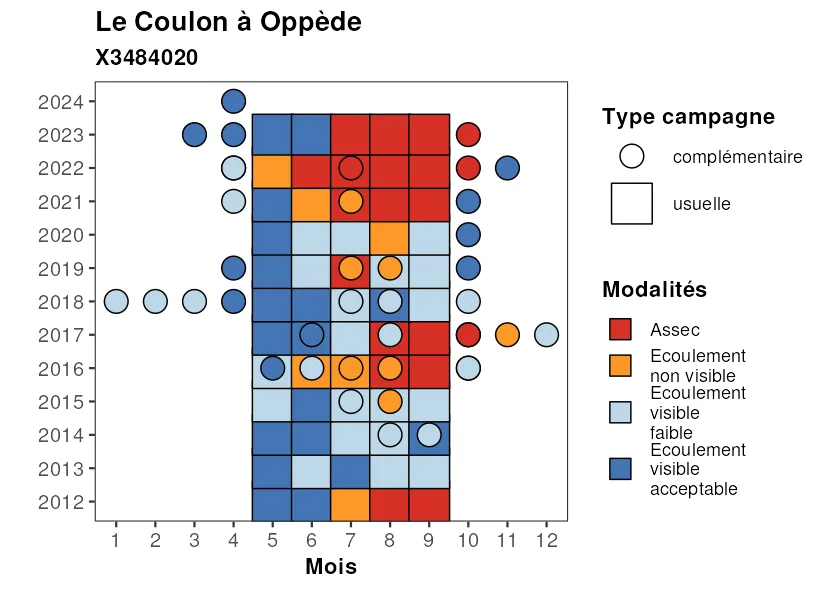 Le Coulon à Oppède
X3484020
2024
2023
2022
2021
2020
2019
2018
2017
2016
2015
2014
2013
2012
1 2 3 4 5 6 7 8 9 10 11 12
Mois
Type campagne
complémentaire
usuelle
Modalités
Assec
Ecoulement
non visible
Ecoulement
visible
faible
Ecoulement
visible
acceptable